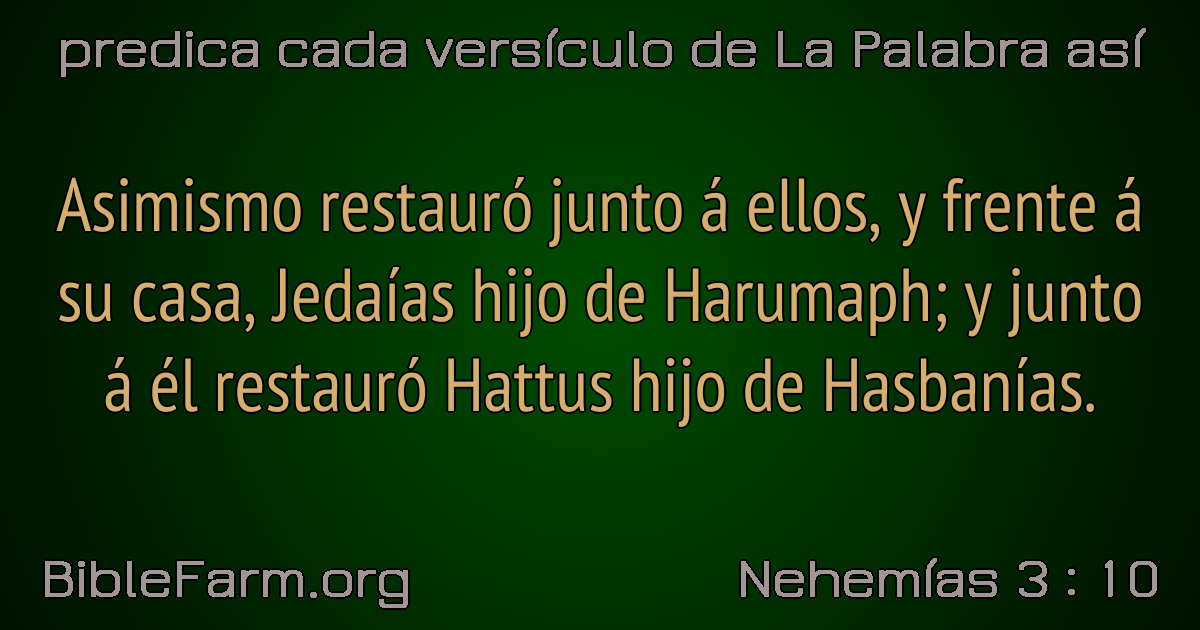 predica cada versículo de La Palabra así
Asimismo restauró junto á ellos, y frente á
su casa, Jedaías hijo de Harumaph; y junto
á él restauró Hattus hijo de Hasbanías.
BibleFarm.org
Nehemías 3 : 10